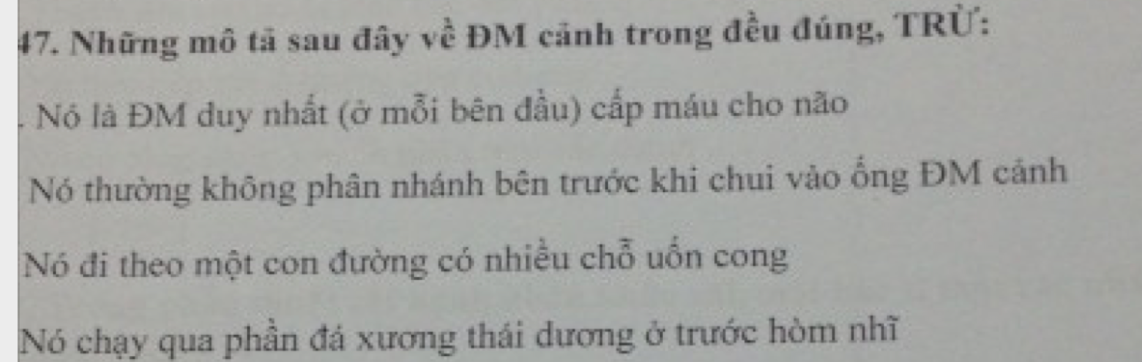 47. Những mô tả sau đây về ĐM cảnh trong đều đúng, TRỪ:
. Nó là ĐM duy nhất (ở mỗi bên đầu) cấp máu cho não
Nó thường không phân nhánh bên trước khi chui vào ống ĐM cảnh
Nó đi theo một con đường có nhiều chỗ uốn cong
Nó chạy qua phần đá xương thái dương ở trước hòm nhĩ